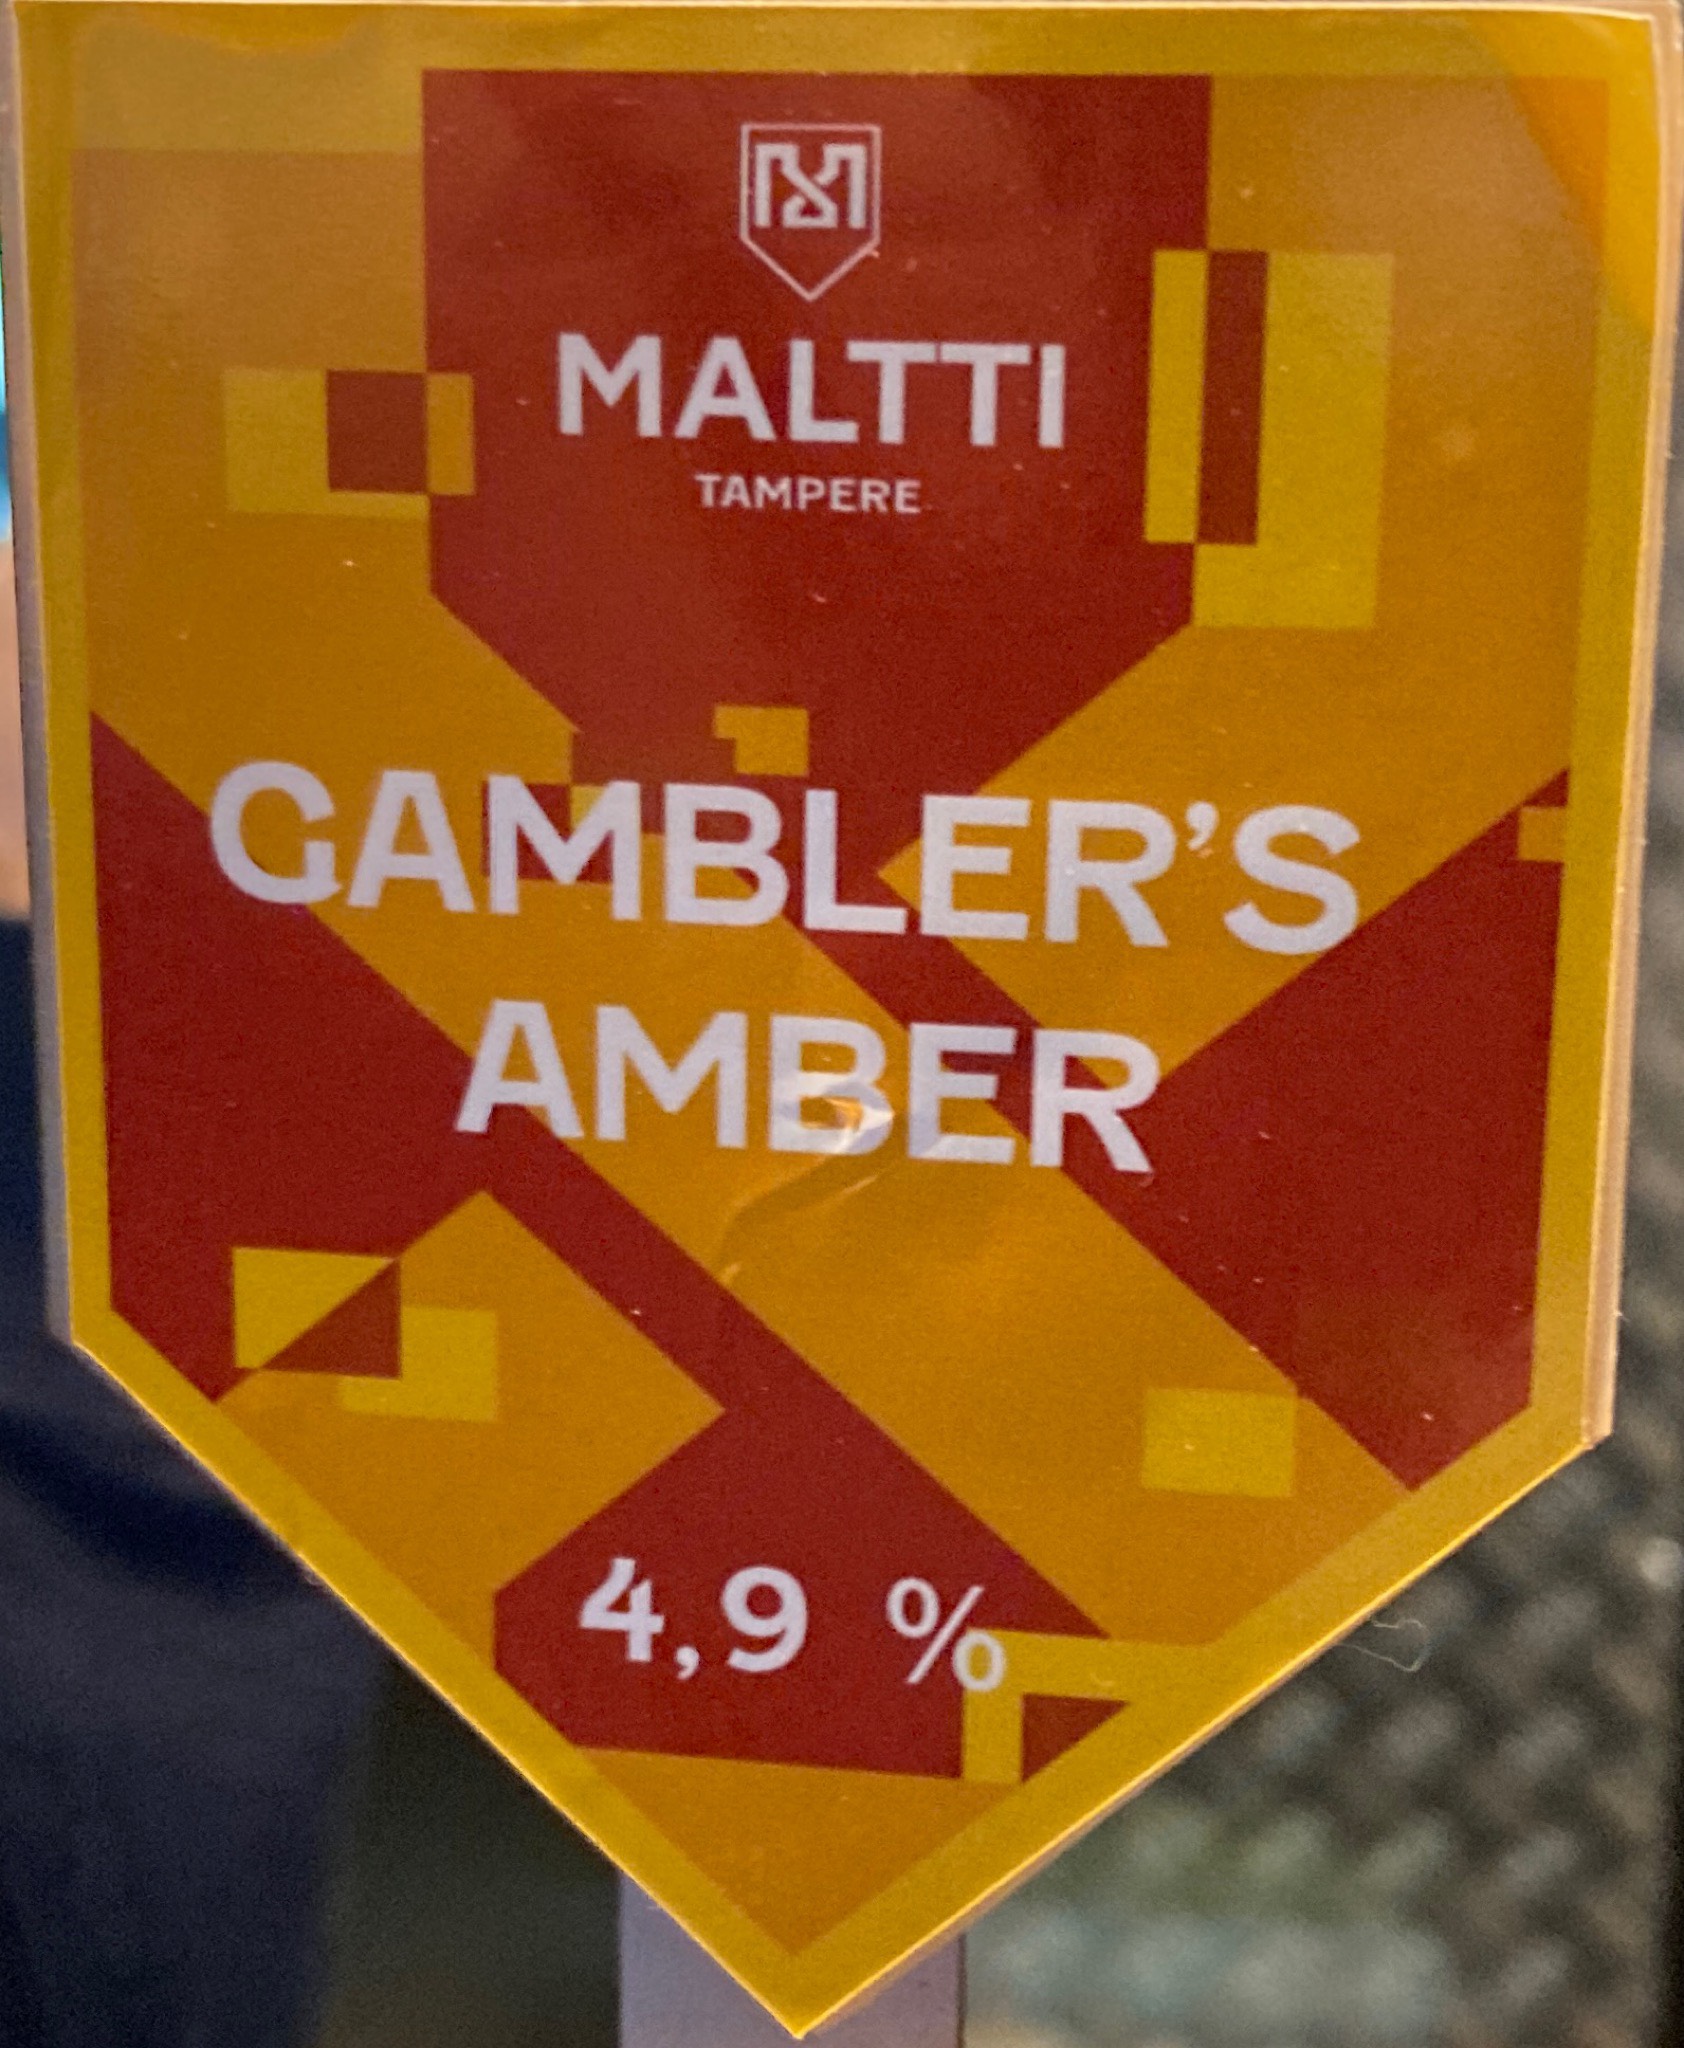 MALTTI
TAMPERE
GAMBLER'S
AMBER
4,9 %